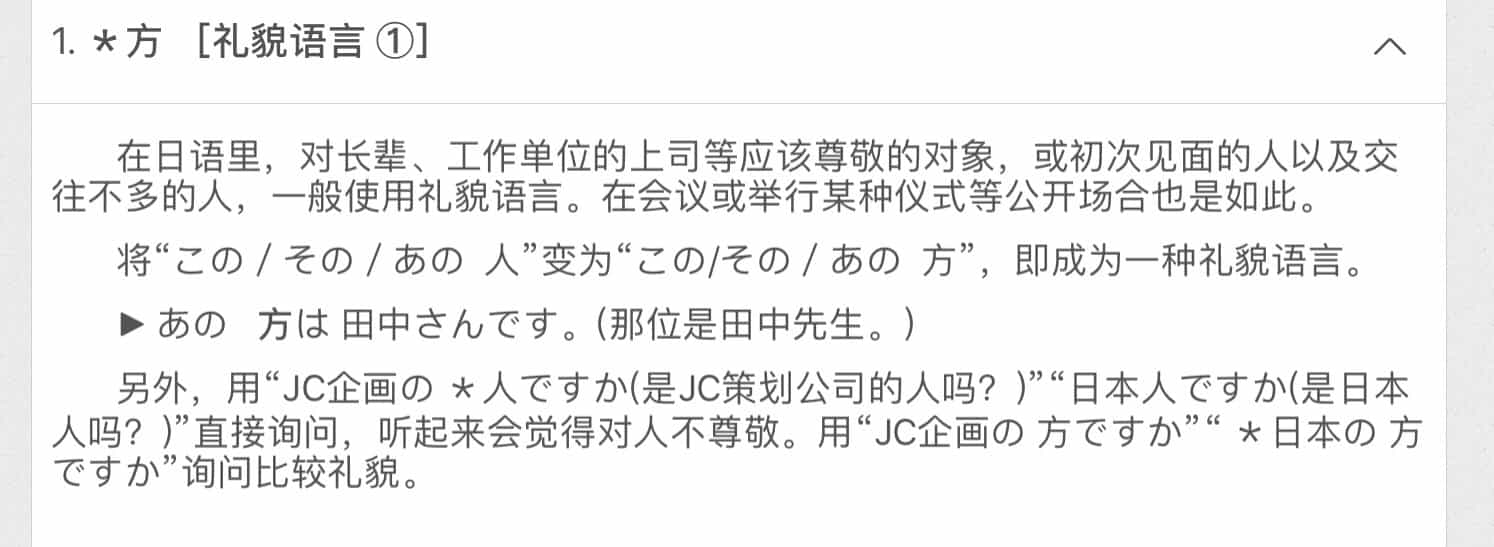 1. *方 [礼貌语言①]
在日语里，对长辈、工作单位的上司等应该尊敬的对象，或初次见面的人以及交
往不多的人，一般使用礼貌语言。在会议或举行某种仪式等公开场合也是如此。
将“この / その / あの 人”变为“この/その / あの 方”，即成为一种礼貌语言。
▶ あの 方は 田中さんです。(那位是田中先生。)
另外，用“JC企画の *人ですか(是JC策划公司的人吗？)”“日本人ですか(是日本
人吗？)”直接询问，听起来会觉得对人不尊敬。用“JC企画の 方ですか”“ *日本の 方
ですか”询问比较礼貌。